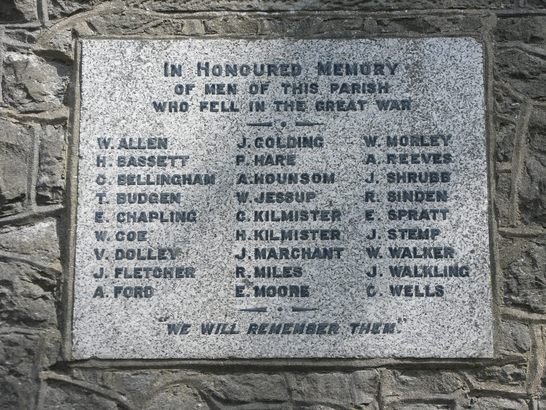 IN HONOURED MEMORY
OF MEN OF THIS PARISH
WHO FELL IN THE GREAT WAR
W. ALLEN
H. BASSETT
C. BELLINGHAM
T. BUDGEN
E. CHAPLING
W. COE
V. DOLLEY
J. FLETCHER
A. FORD
J. GOLDING
P. HARE
A. HOUNSOM
W. JESSUP
C. KILMISTER
H. KILMISTER
J. MARCHANT
R. MILES
E. MOORE
W. MORLEY
A. REEVES
J. SHRUBB
R. SINDEN
E. SPRATT
J. STEMP
W. WALKER
J. WALKLING
C. WELLS
"WE WILL REMEMBER THEM."